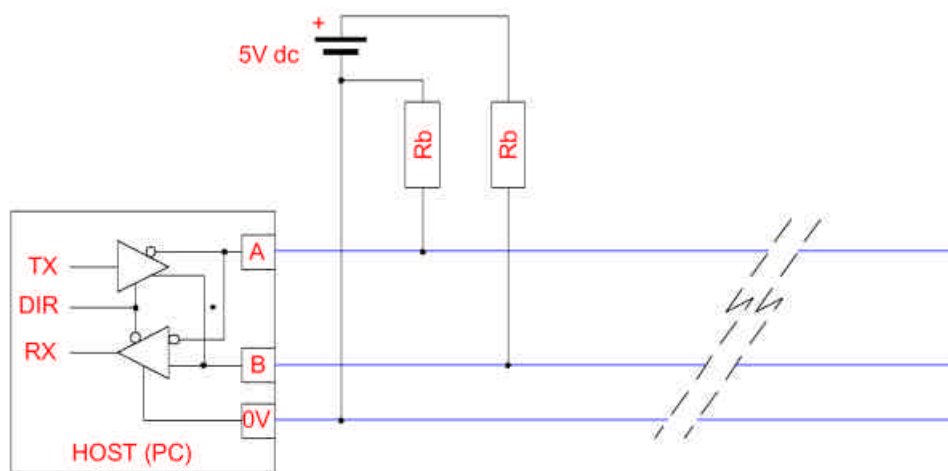 +
5V dc
Rb
Rb
A
TX
DIR
*
RX
B
0V
HOST (PC)